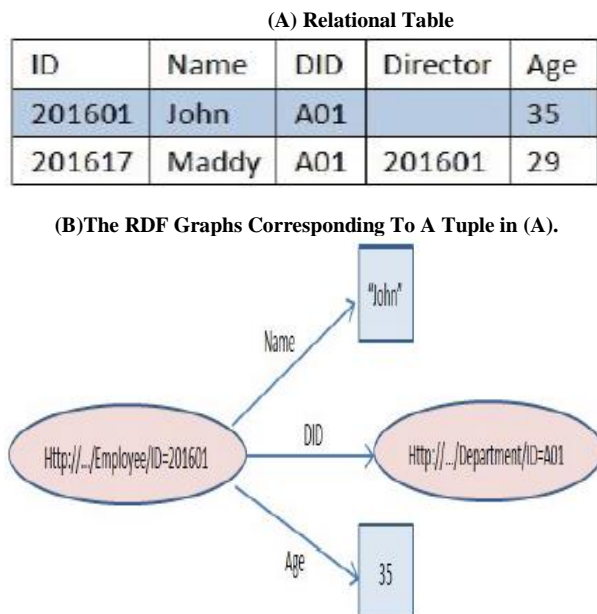 (A) Relational Table
ID Name DID Director Age
201601 John A01 35
201617 Maddy A01 201601 29
(B)The RDF Graphs Corresponding To A Tuple in (A).
"John"
Name
Http://.../Employee/ID=201601
DID
Http://.../Department/ID=A01
Age
35